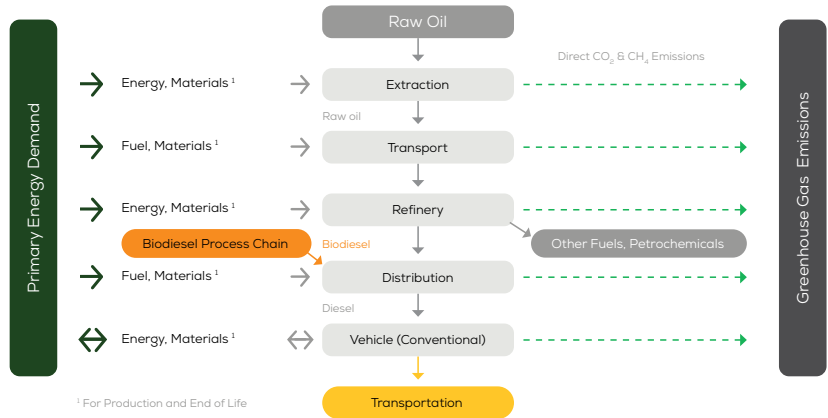 Raw Oil
Primary Energy Demand
Greenhouse Gas Emissions
Direct CO₂ & CH₄ Emissions
Energy, Materials ¹
Extraction
Raw oil
Fuel, Materials ¹
Transport
Energy, Materials ¹
Refinery
Biodiesel Process Chain
Biodiesel
Other Fuels, Petrochemicals
Fuel, Materials ¹
Distribution
Diesel
Energy, Materials ¹
Vehicle (Conventional)
¹ For Production and End of Life
Transportation